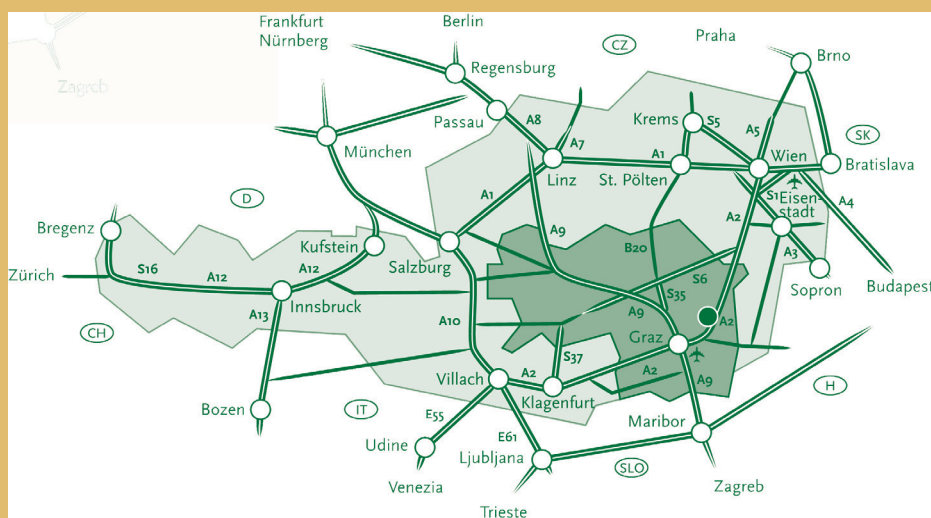 Frankfurt
Nürnberg
Berlin
CZ
Praha
Brno
Regensburg
Zagreb
Passau
A8
A7
Krems
S5
A5
SK
München
Linz
A1
St. Pölten
Wien
Bratislava
D
A1
S1
Eisen-
stadt
A4
Bregenz
Kufstein
Salzburg
A9
B20
A2
A3
Zürich
S16
A12
A12
Innsbruck
S6
Sopron
Budapest
CH
A13
A10
S35
A9
A2
Graz
S37
Villach
A2
A2
A9
H
Klagenfurt
Bozen
IT
E55
Maribor
Udine
E61
Ljubljana
SLO
Venezia
Zagreb
Trieste